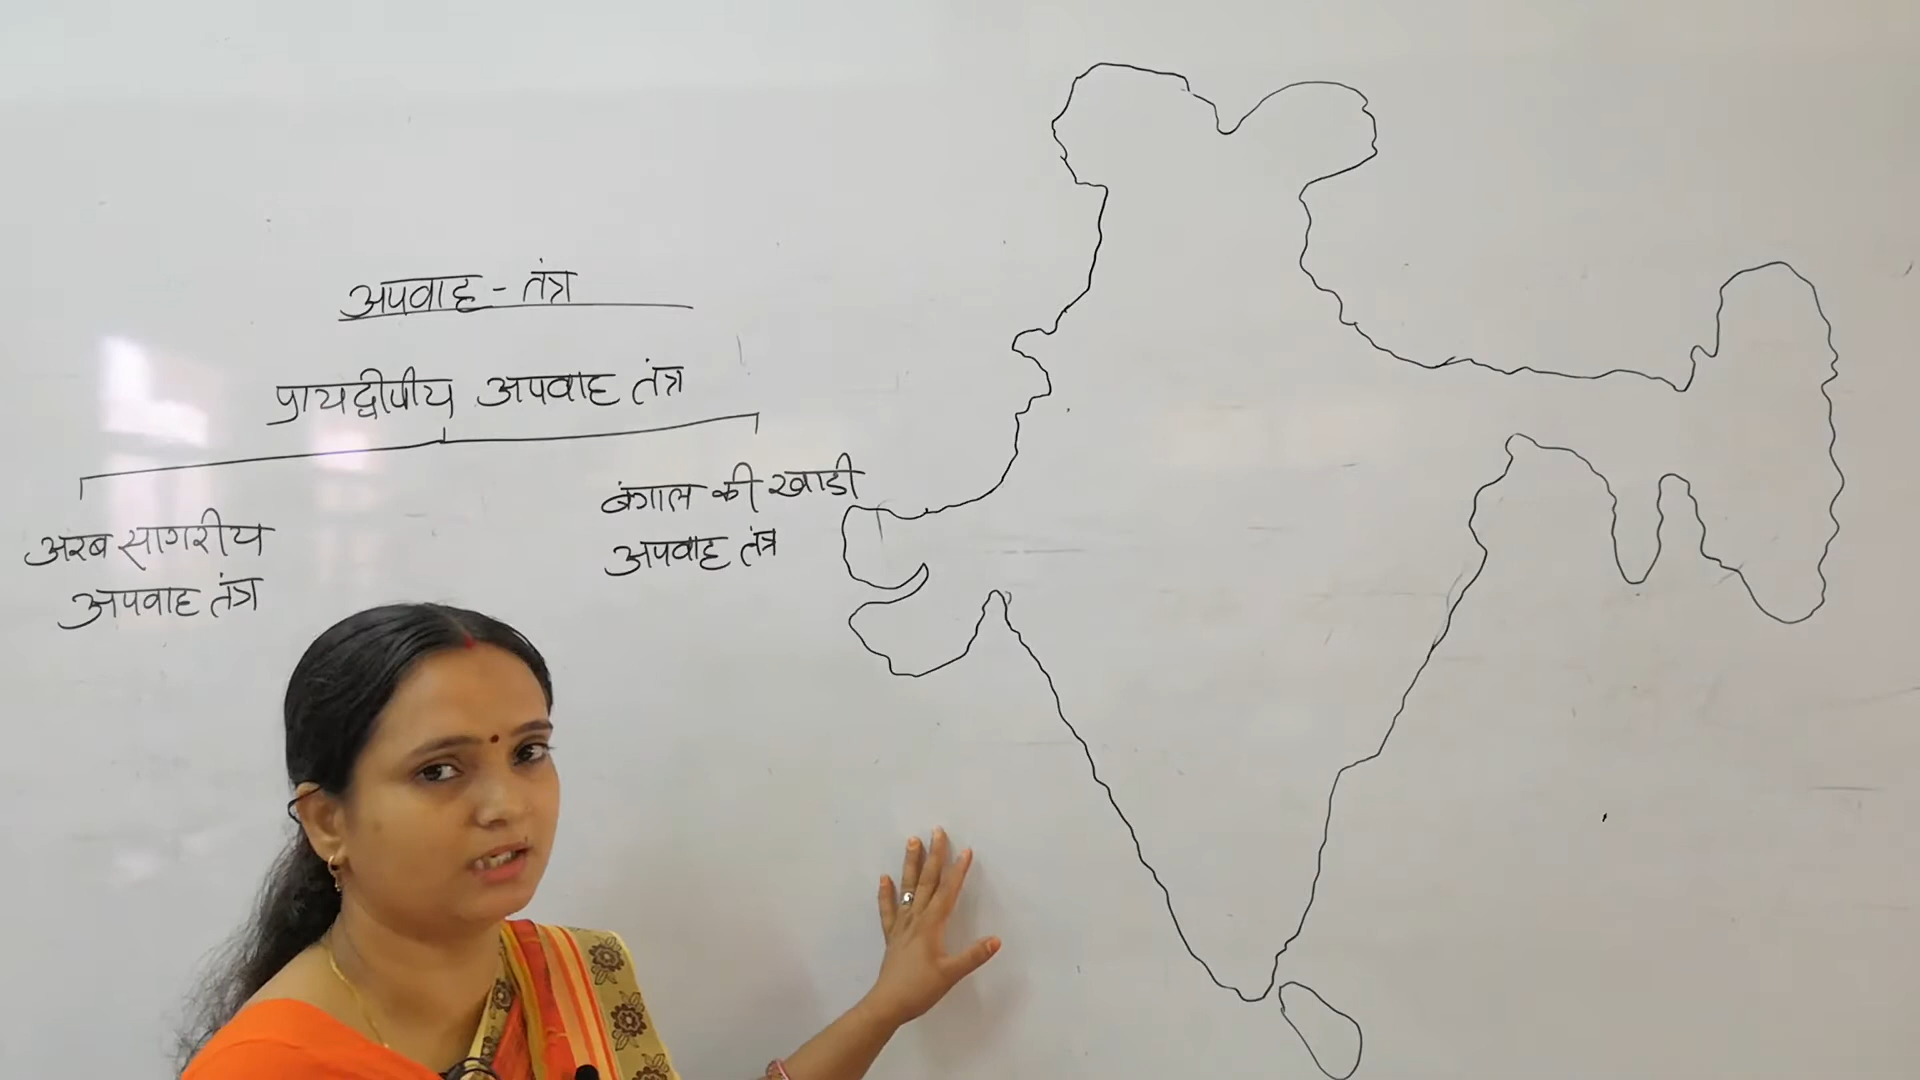 अपवाह - तंत्र
प्रायद्वीपीय अपवाह तंत्र
अरब सागरीय
अपवाह तंत्र
बंगाल की खाडी
अपवाह तंत्र